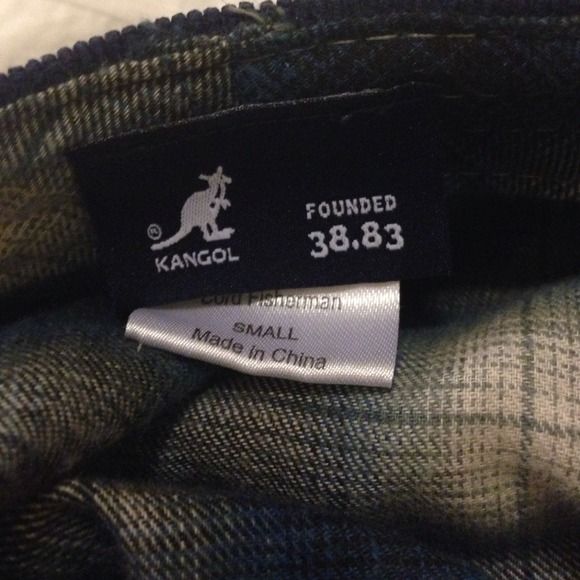 KANGOL
FOUNDED
38.83
Cord Fisherman
SMALL
Made in China